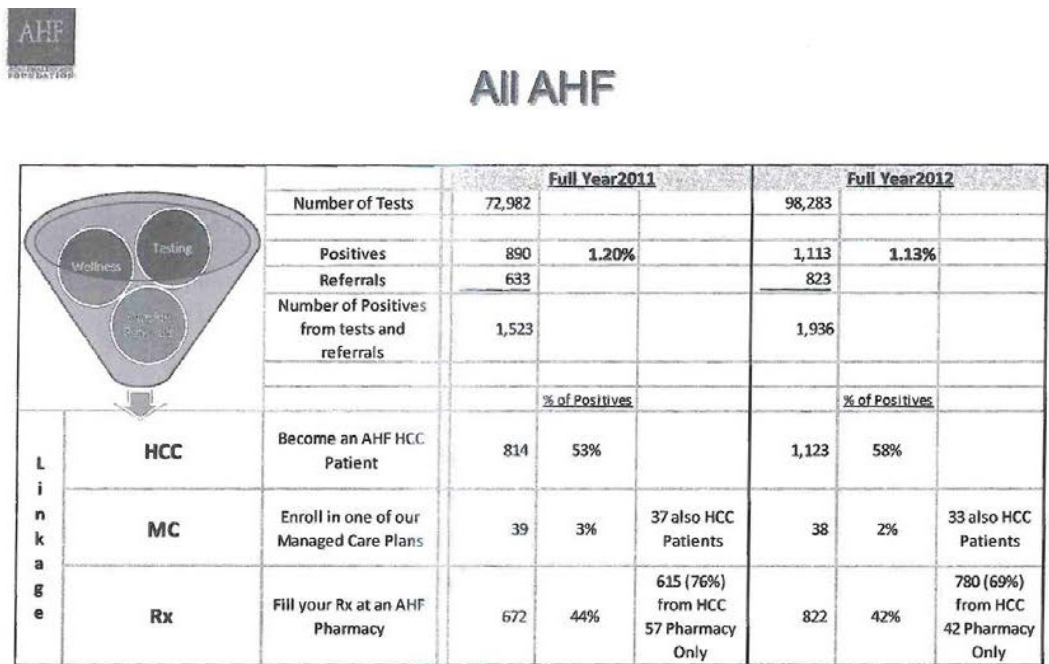 AHF
FOUNDATION
All AHF
Full Year2011
Full Year2012
Number of Tests
72,982
98,283
Testing
Wellness
Positives
890
1.20%
1,113
1.13%
Referrals
633
823
Number of Positives
from tests and
referrals
1,523
1,936
% of Positives
% of Positives
Linkage
HCC
Become an AHF HCC
Patient
814
53%
1,123
58%
MC
Enroll in one of our
Managed Care Plans
39
3%
37 also HCC
Patients
38
2%
33 also HCC
Patients
Rx
Fill your Rx at an AHF
Pharmacy
672
44%
615 (76%)
from HCC
57 Pharmacy
Only
822
42%
780 (69%)
from HCC
42 Pharmacy
Only